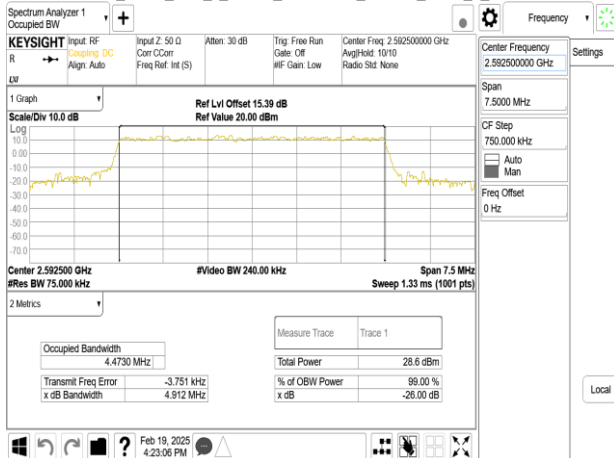 Spectrum Analyzer 1
Occupied BW
+
Frequency
KEYSIGHT
R
LXI
Input: RF
Coupling: DC
Align: Auto
Input Z: 50 Ω
Corr CCorr
Freq Ref: Int (S)
Atten: 30 dB
Trig: Free Run
Gate: Off
#IF Gain: Low
Center Freq: 2.592500000 GHz
Avg|Hold: 10/10
Radio Std: None
Center Frequency
2.592500000 GHz
Settings
Span
7.5000 MHz
CF Step
750.000 kHz
Auto
Man
Freq Offset
0 Hz
Local
1 Graph
Scale/Div 10.0 dB
Ref Lvl Offset 15.39 dB
Ref Value 20.00 dBm
Log
10.0
0.00
-10.0
-20.0
-30.0
-40.0
-50.0
-60.0
-70.0
Center 2.592500 GHz
#Res BW 75.000 kHz
#Video BW 240.00 kHz
Span 7.5 MHz
Sweep 1.33 ms (1001 pts)
2 Metrics
Measure Trace Trace 1
Occupied Bandwidth
4.4730 MHz
Total Power 28.6 dBm
Transmit Freq Error -3.751 kHz
% of OBW Power 99.00 %
x dB Bandwidth 4.912 MHz
x dB -26.00 dB
?
Feb 19, 2025
4:23:06 PM